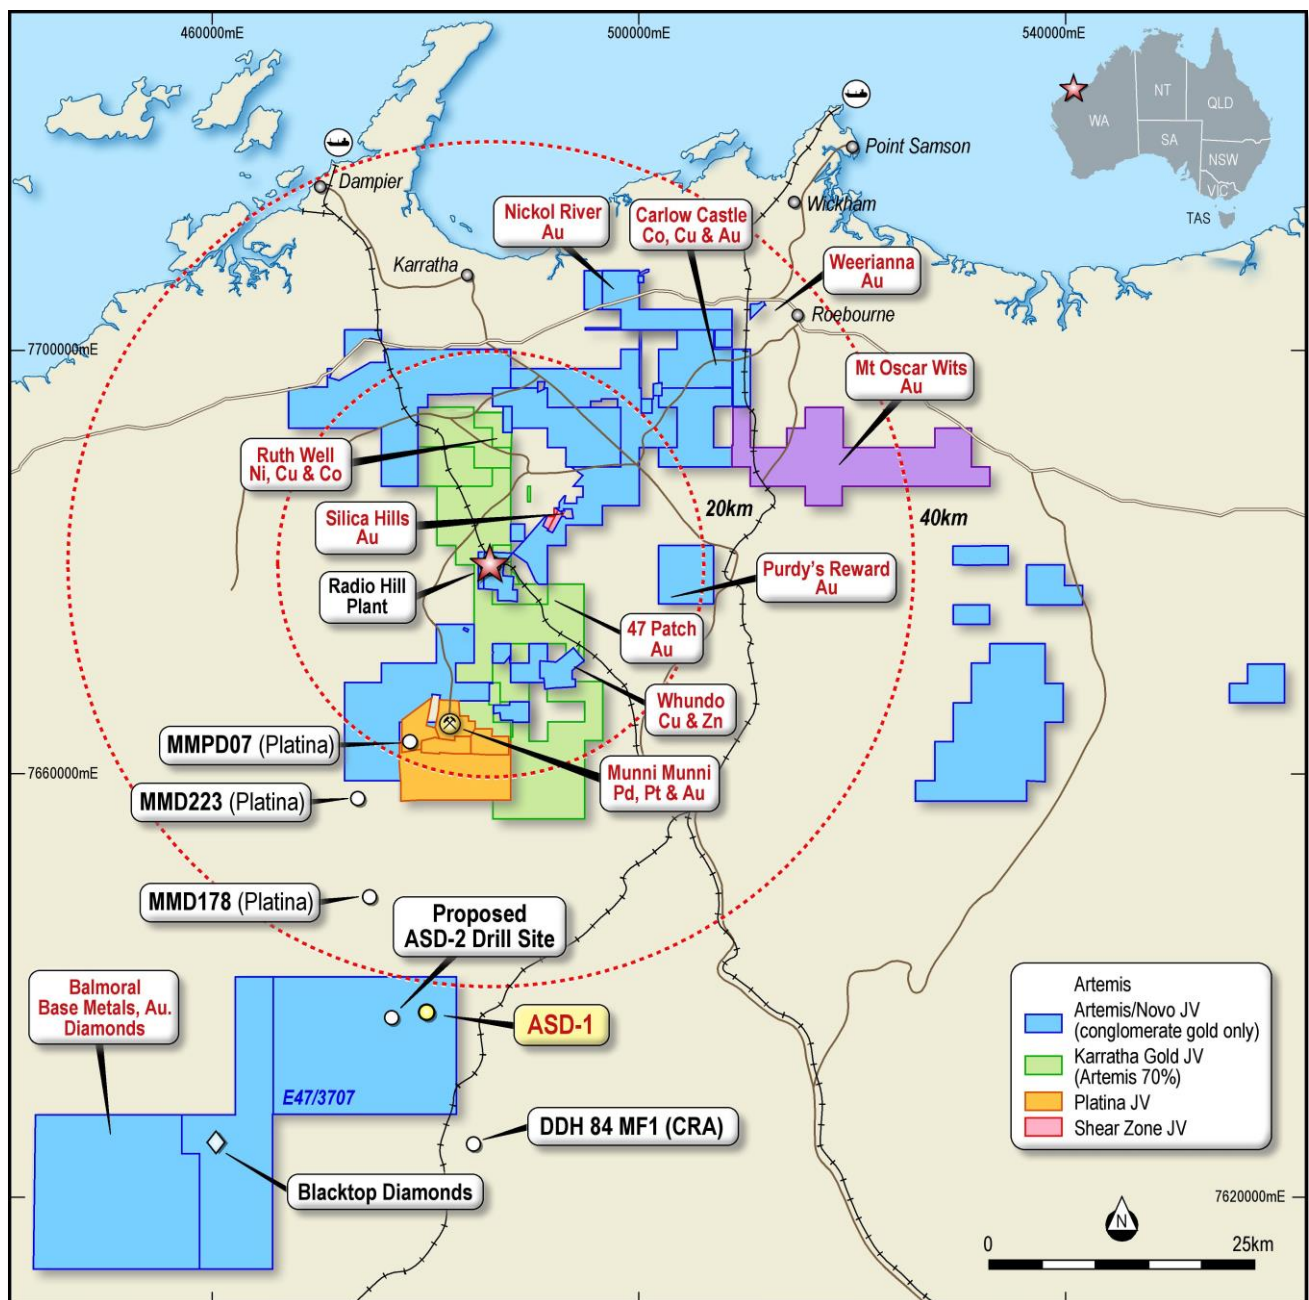 460000mE
500000mE
540000mE
NT
QLD
WA
SA
NSW
VIC
TAS
Point Samson
Dampier
Wickham
Nickol River
Au
Carlow Castle
Co, Cu & Au
Weerianna
Au
Karratha
Roebourne
7700000mE
Mt Oscar Wits
Au
Ruth Well
Ni, Cu & Co
Silica Hills
Au
20km
40km
Radio Hill
Plant
Purdy's Reward
Au
47 Patch
Au
Whundo
Cu & Zn
MMPD07 (Platina)
7660000mE
Munni Munni
Pd, Pt & Au
MMD223 (Platina)
MMD178 (Platina)
Proposed
ASD-2 Drill Site
Balmoral
Base Metals, Au.
Diamonds
ASD-1
E47/3707
DDH 84 MF1 (CRA)
Blacktop Diamonds
Artemis
Artemis/Novo JV
(conglomerate gold only)
Karratha Gold JV
(Artemis 70%)
Platina JV
Shear Zone JV
7620000mE
N
0
25km